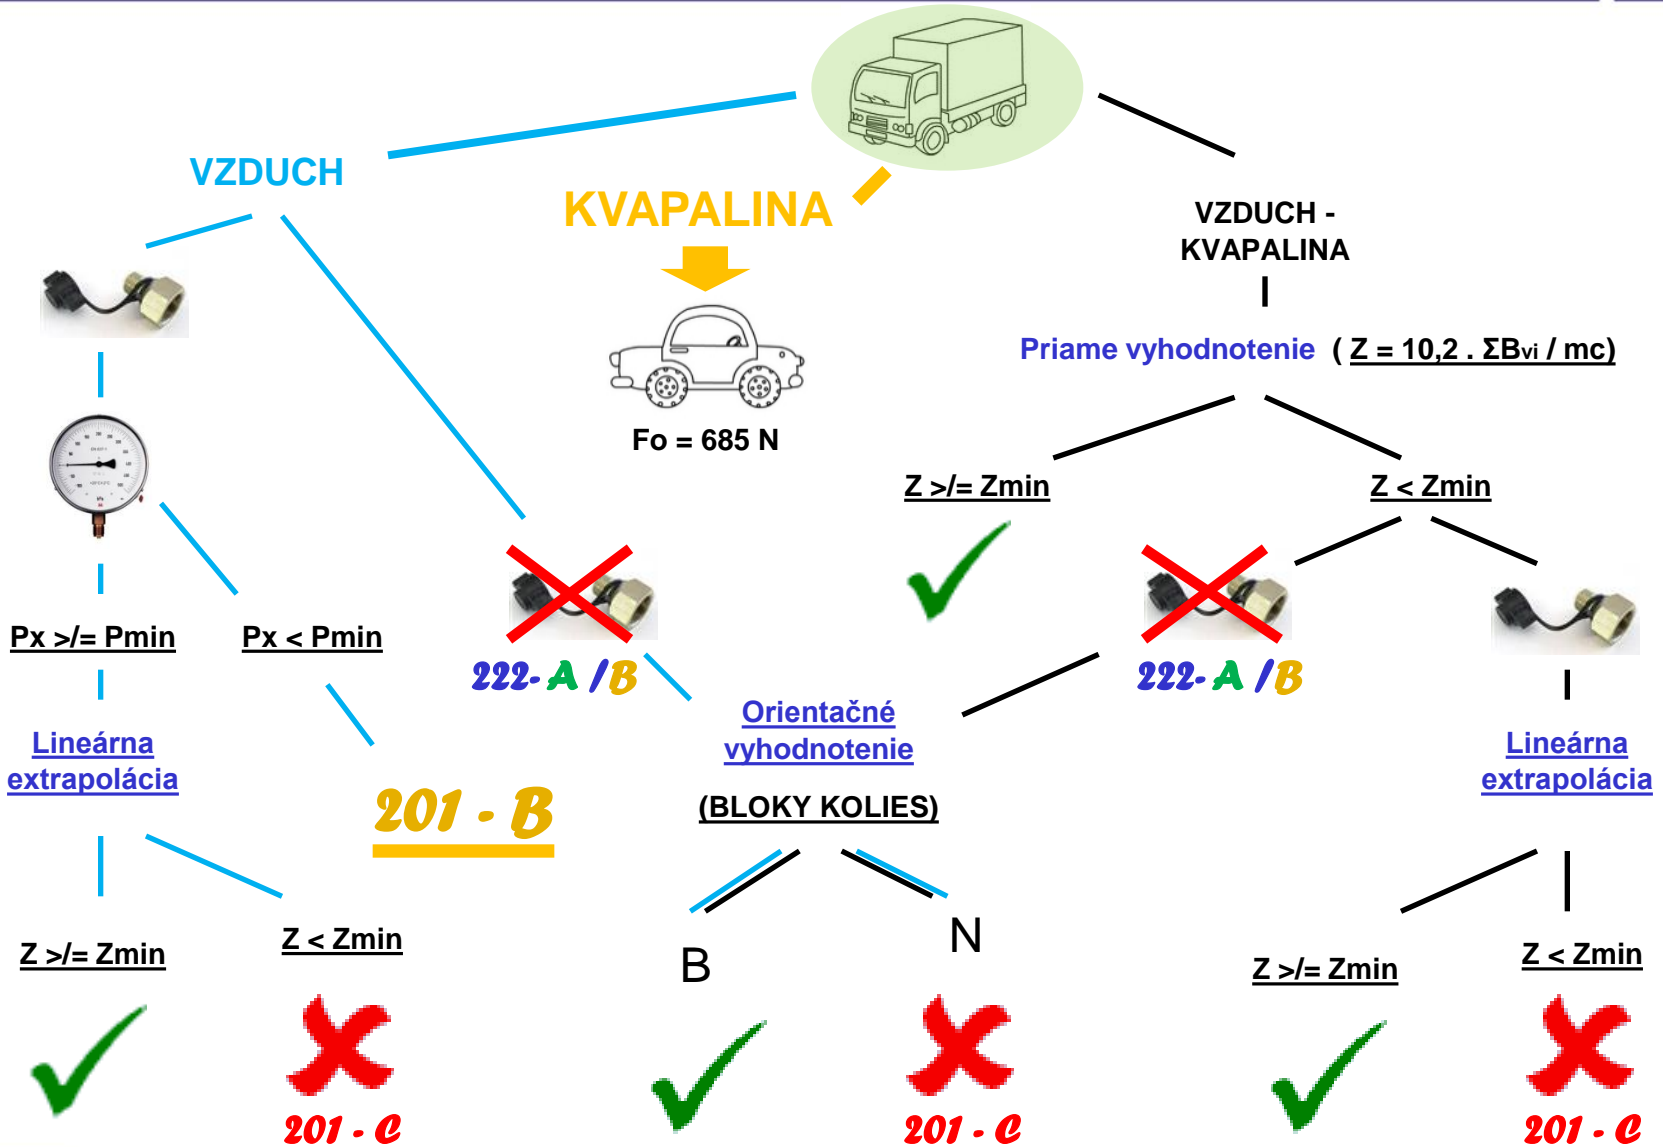 VZDUCH
KVAPALINA
VZDUCH -
KVAPALINA
Priame vyhodnotenie ( Z = 10,2 . ΣBvi / mc)
Fo = 685 N
Z >/= Zmin
Z < Zmin
Px >/= Pmin
Px < Pmin
222- A / B
222- A / B
Lineárna
extrapolácia
Orientačné
vyhodnotenie
(BLOKY KOLIES)
Lineárna
extrapolácia
201 - B
Z >/= Zmin
Z < Zmin
B
N
Z >/= Zmin
Z < Zmin
201 - C
201 - C
201 - C